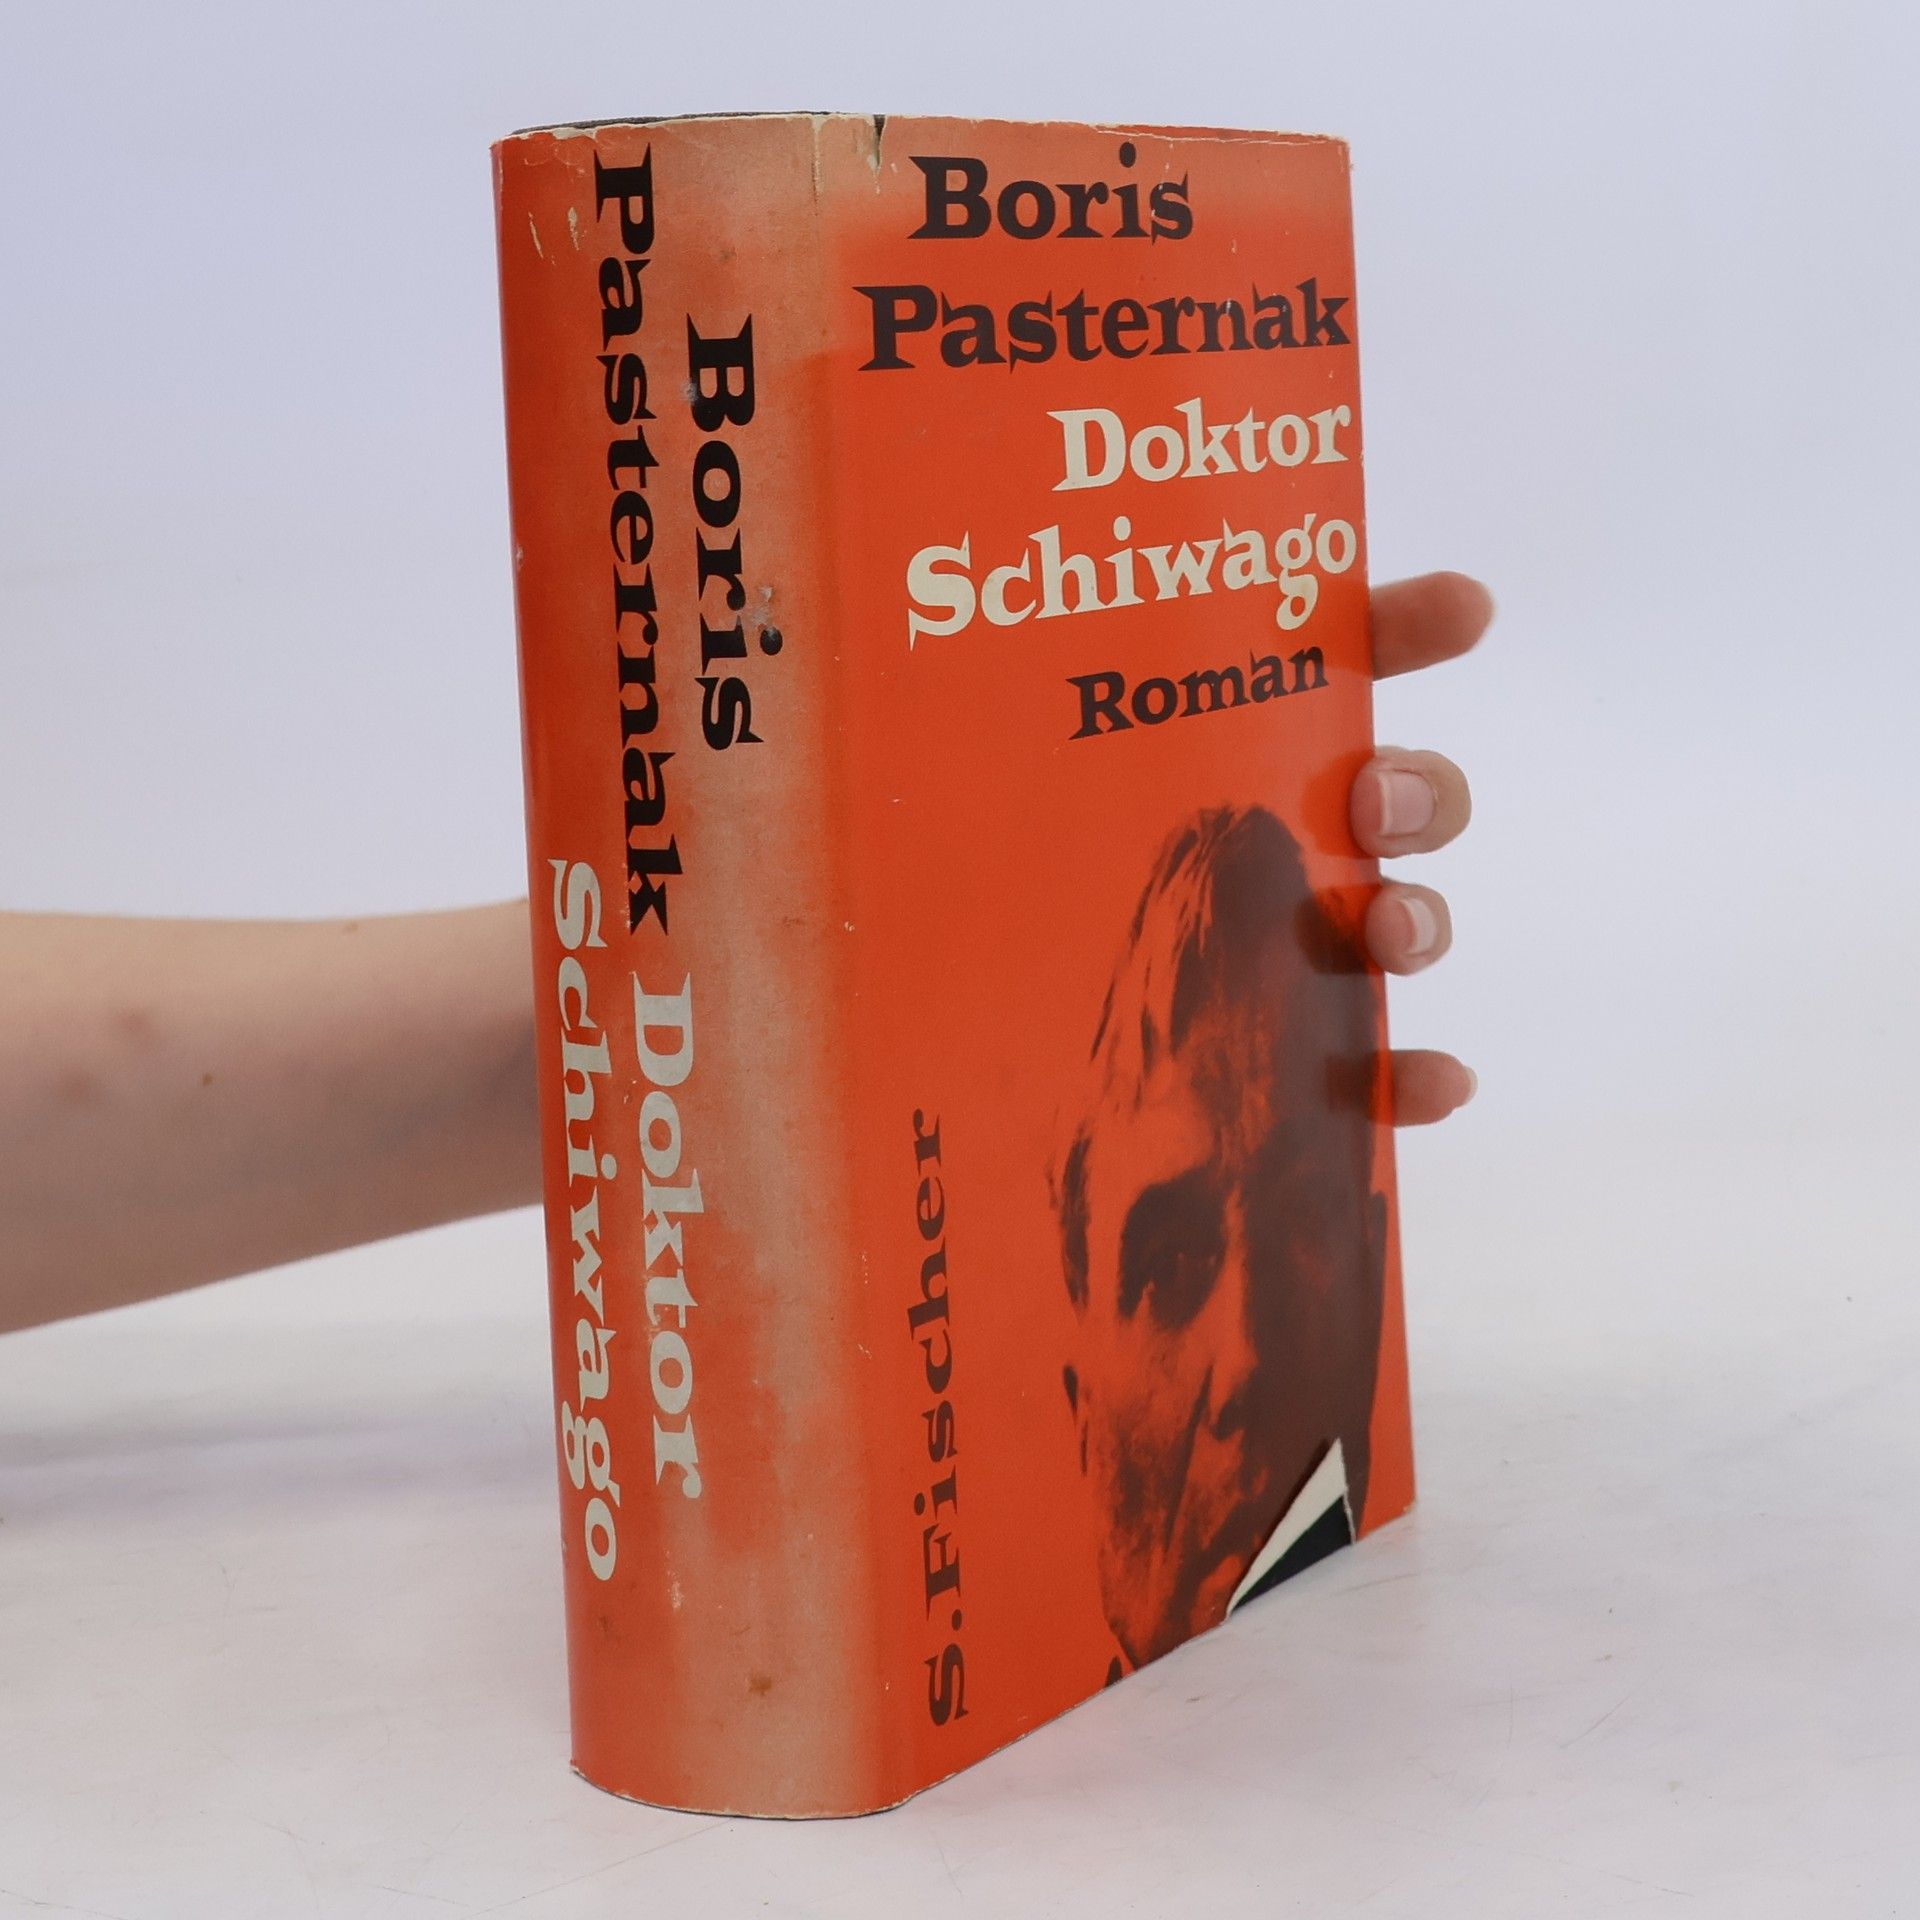 Boris
Pasternak
Doktor
Schiwago
Boris
Pasternak
Doktor
Schiwago
Roman
S.Fischer